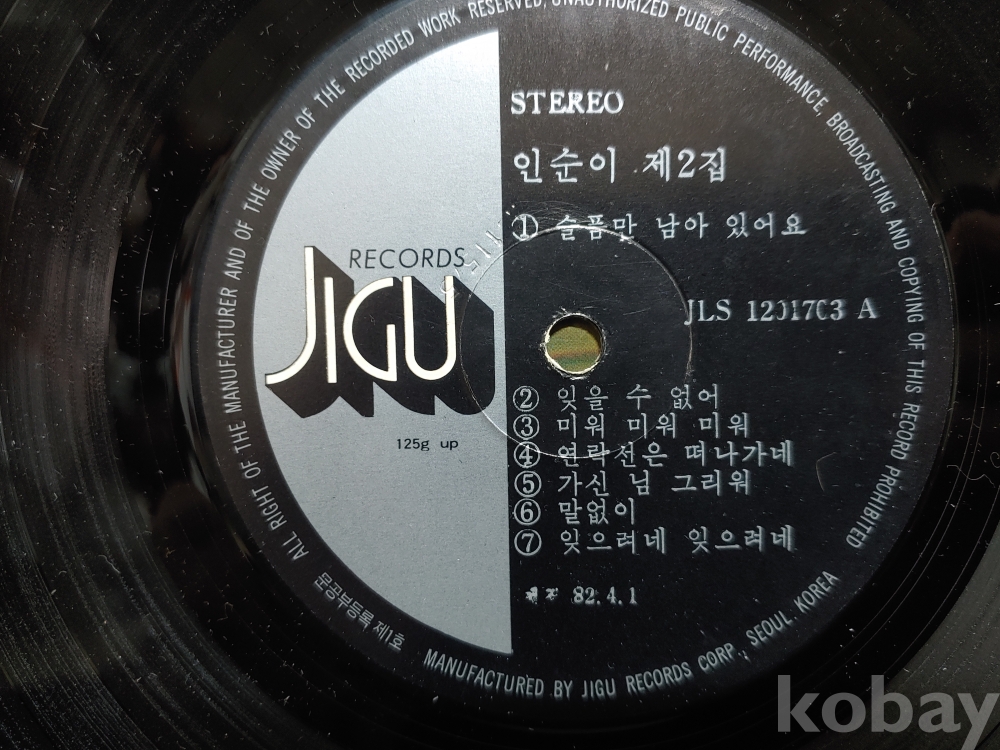 ALL RIGHT OF THE MANUFACTURER AND OF THE OWNER OF THE RECORDED WORK RESERVED, UNAUTHORIZED PUBLIC PERFORMANCE, BROADCASTING AND COPYING OF THIS RECORD PROHIBITED
STEREO
인순이 제2집
① 슬픔만 남아 있어요
RECORDS
JIGU
JLS 1201703 A
125g up
② 잊을 수 없어
③ 미워 미워 미워
④ 연락선은 떠나가네
⑤ 가신 님 그리워
⑥ 말없이
⑦ 잊으려네 잊으려네
82.4.1
문공부등록 제1호
MANUFACTURED BY JIGU RECORDS CORP., SEOUL, KOREA
kobay